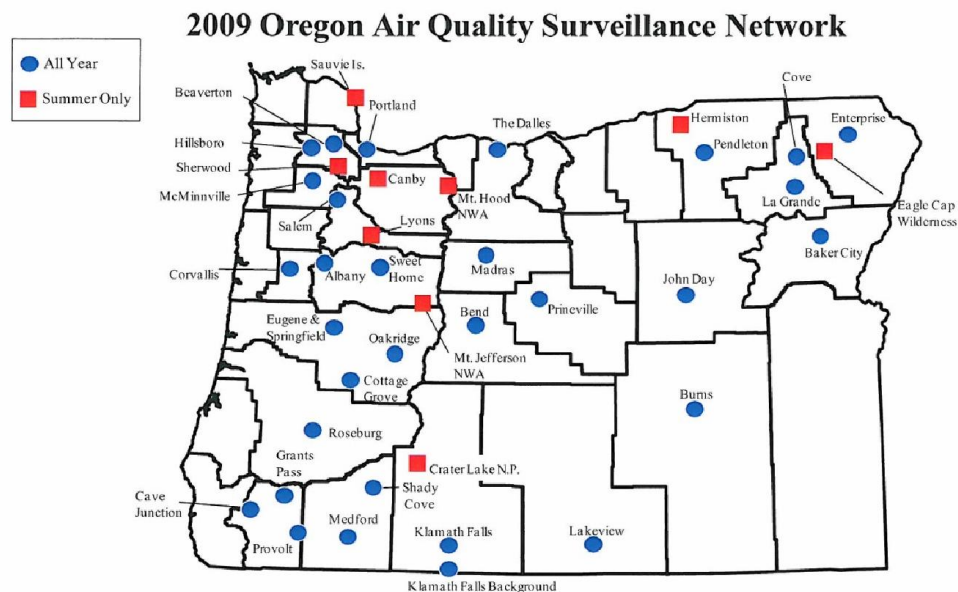 2009 Oregon Air Quality Surveillance Network
All Year
Summer Only
Sauvie Is.
Beaverton
Portland
Cove
The Dalles
Hermiston
Enterprise
Hillsboro
Pendleton
Sherwood
Canby
McMinnville
Mt. Hood
NWA
La Grande
Eagle Cap
Wilderness
Salem
Lyons
Baker City
Corvallis
Albany
Sweet
Home
Madras
John Day
Prineville
Eugene &
Springfield
Bend
Oakridge
Mt. Jefferson
NWA
Cottage
Grove
Burns
Roseburg
Grants
Pass
Crater Lake N.P.
Shady
Cove
Cave
Junction
Medford
Provolt
Klamath Falls
Lakeview
Klamath Falls Background